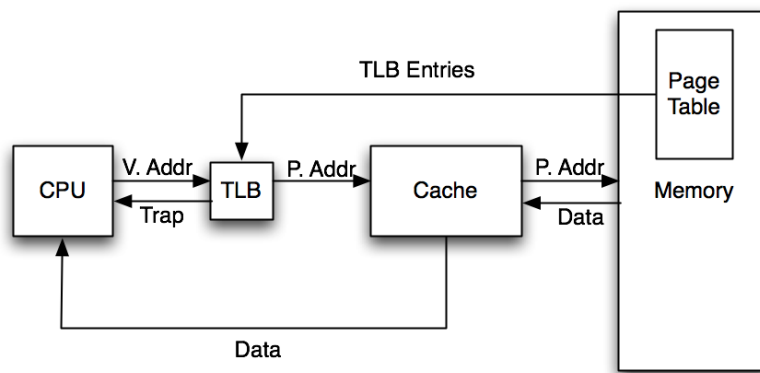 TLB Entries
Page
Table
V. Addr
P. Addr
P. Addr
CPU
TLB
Cache
Memory
Trap
Data
Data